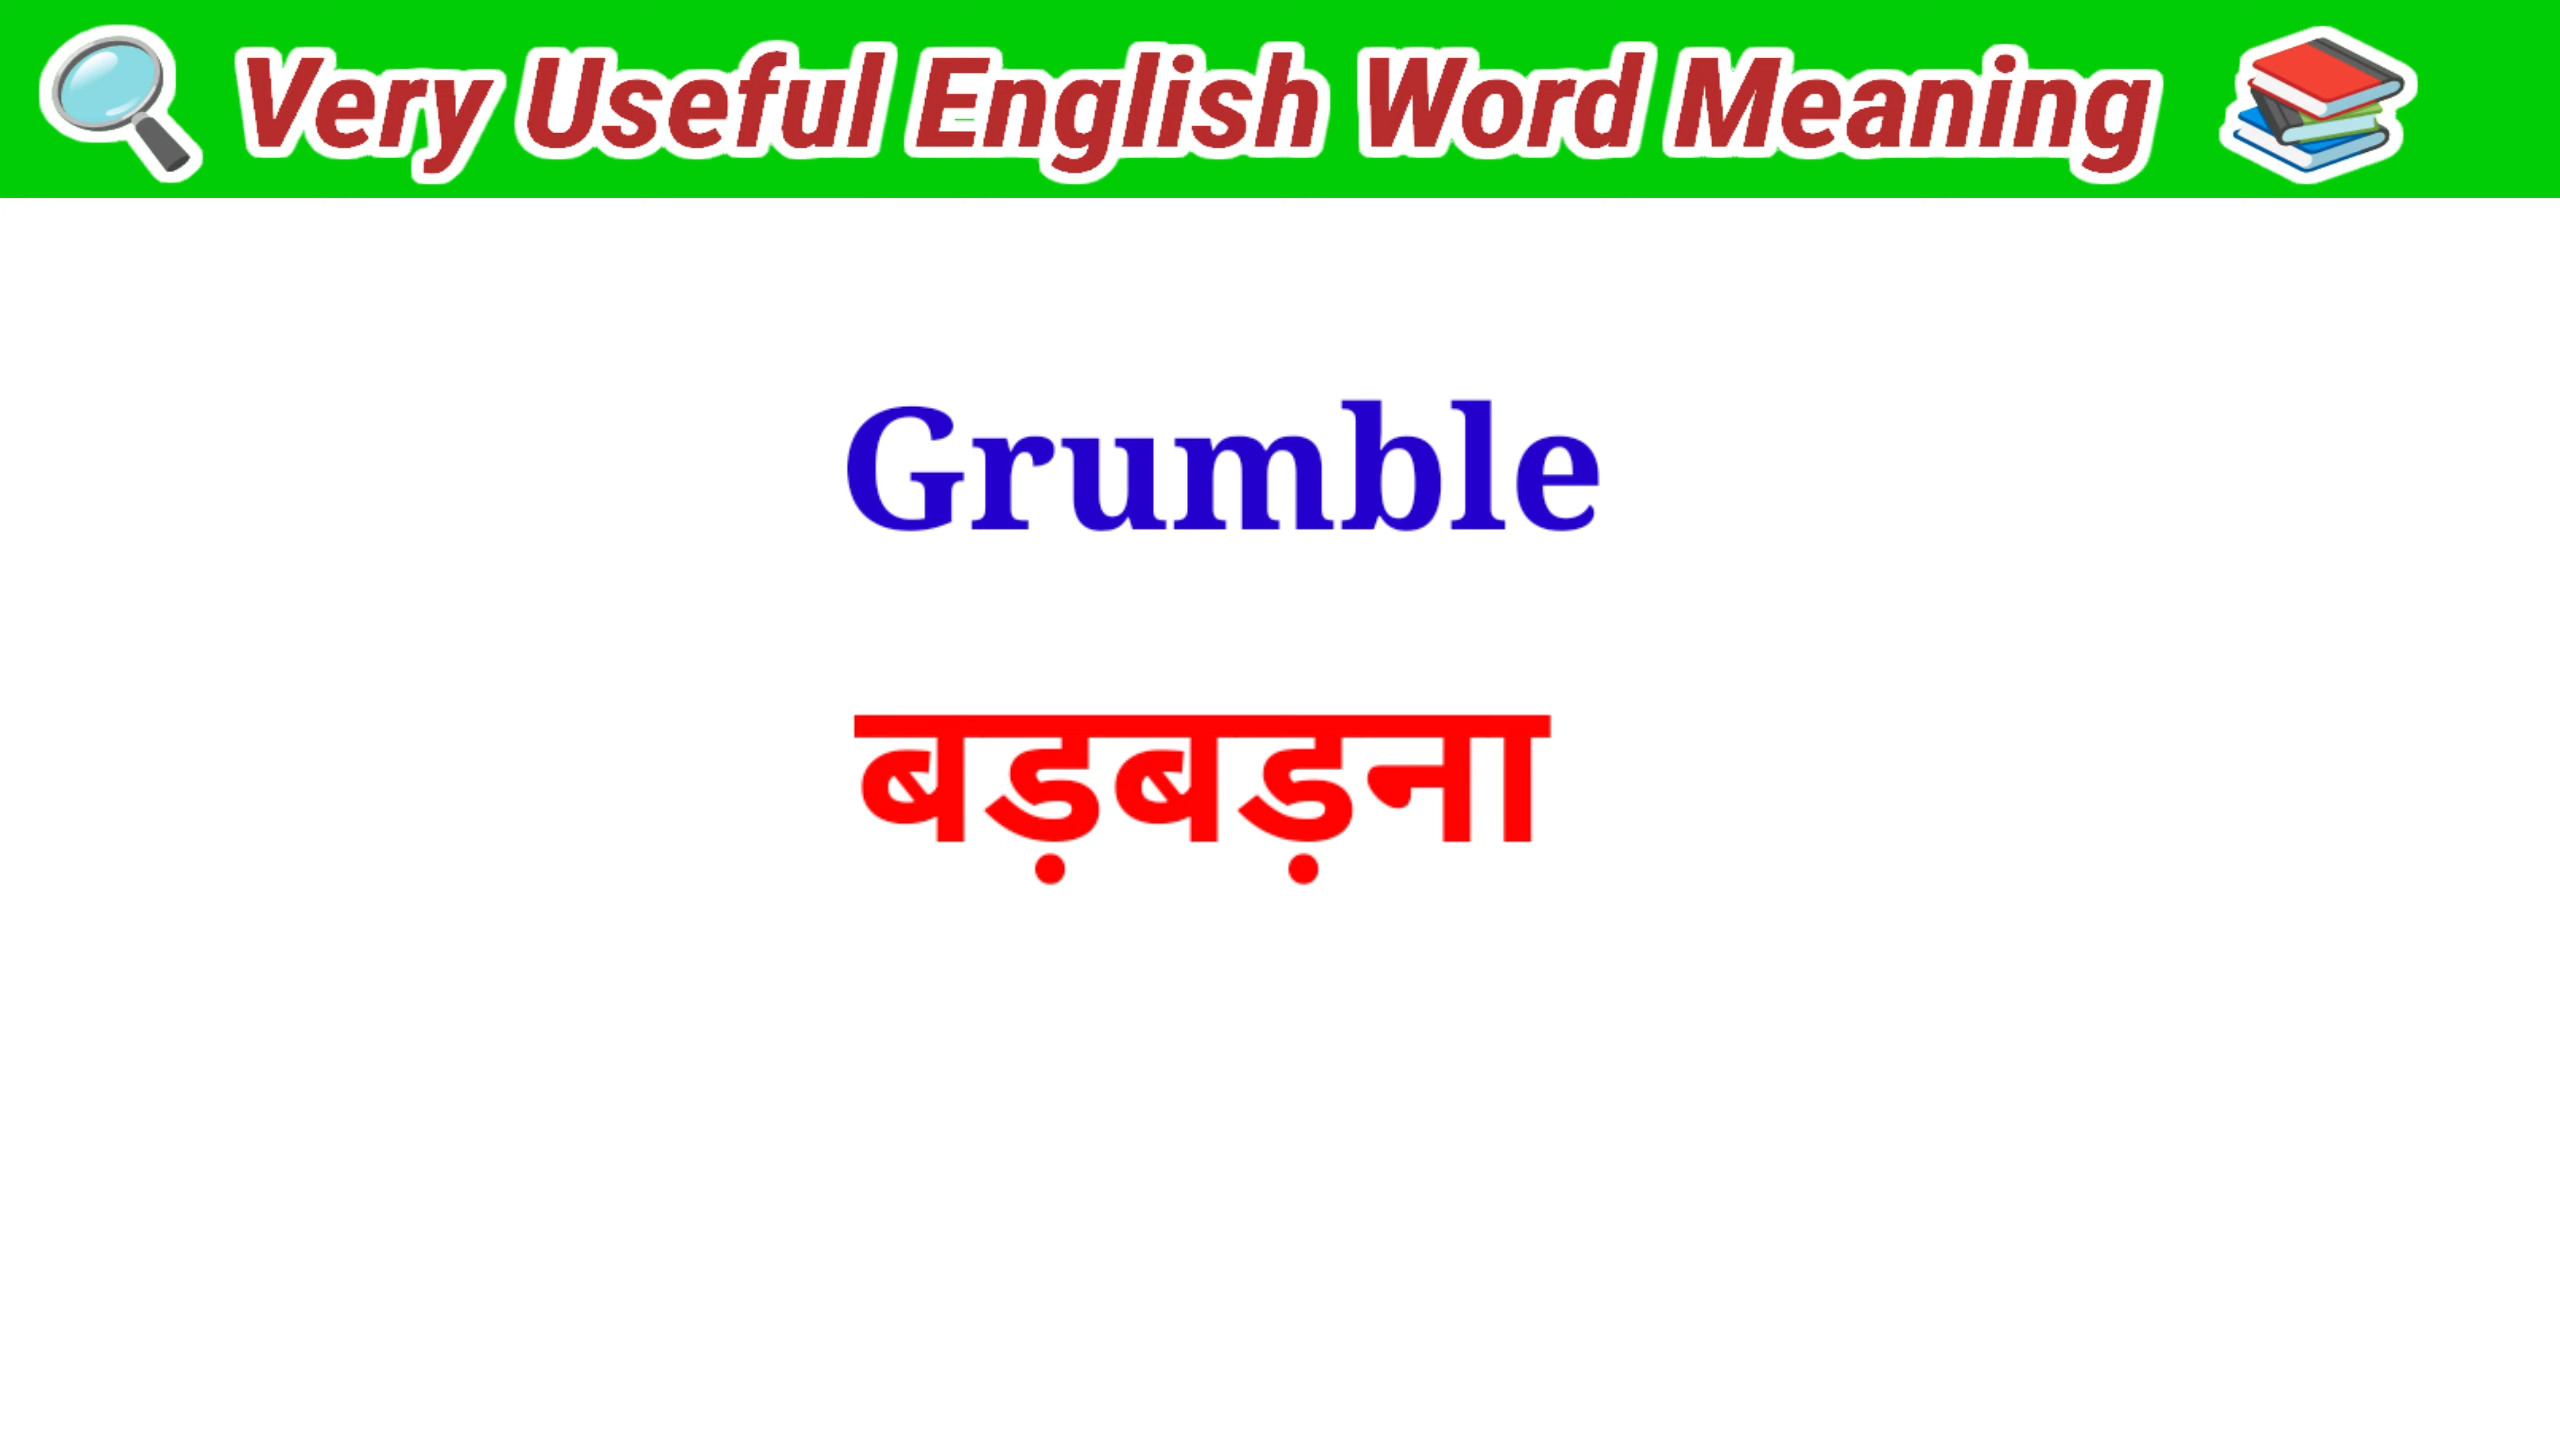 Very Useful English Word Meaning
Grumble
बड़बड़ना